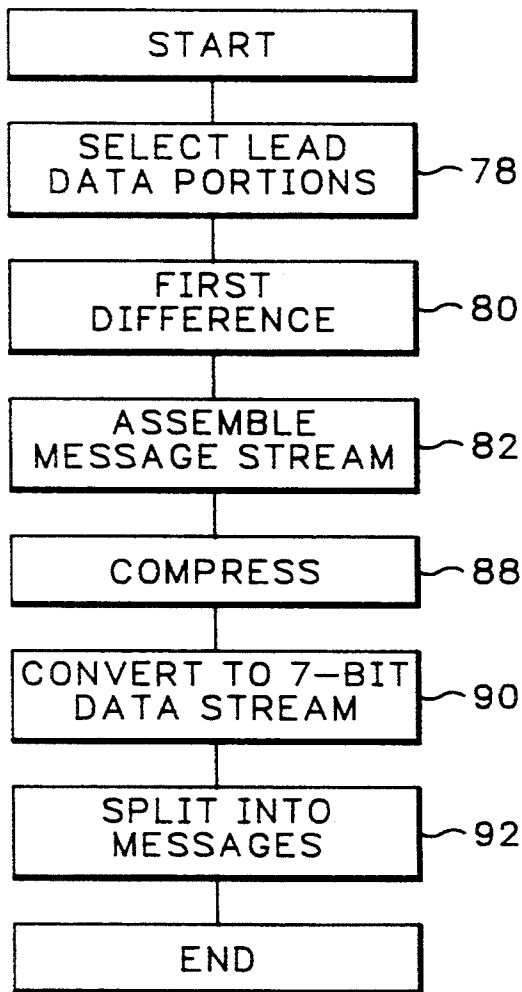 START
SELECT LEAD
DATA PORTIONS
78
FIRST
DIFFERENCE
80
ASSEMBLE
MESSAGE STREAM
82
COMPRESS
88
CONVERT TO 7-BIT
DATA STREAM
90
SPLIT INTO
MESSAGES
92
END